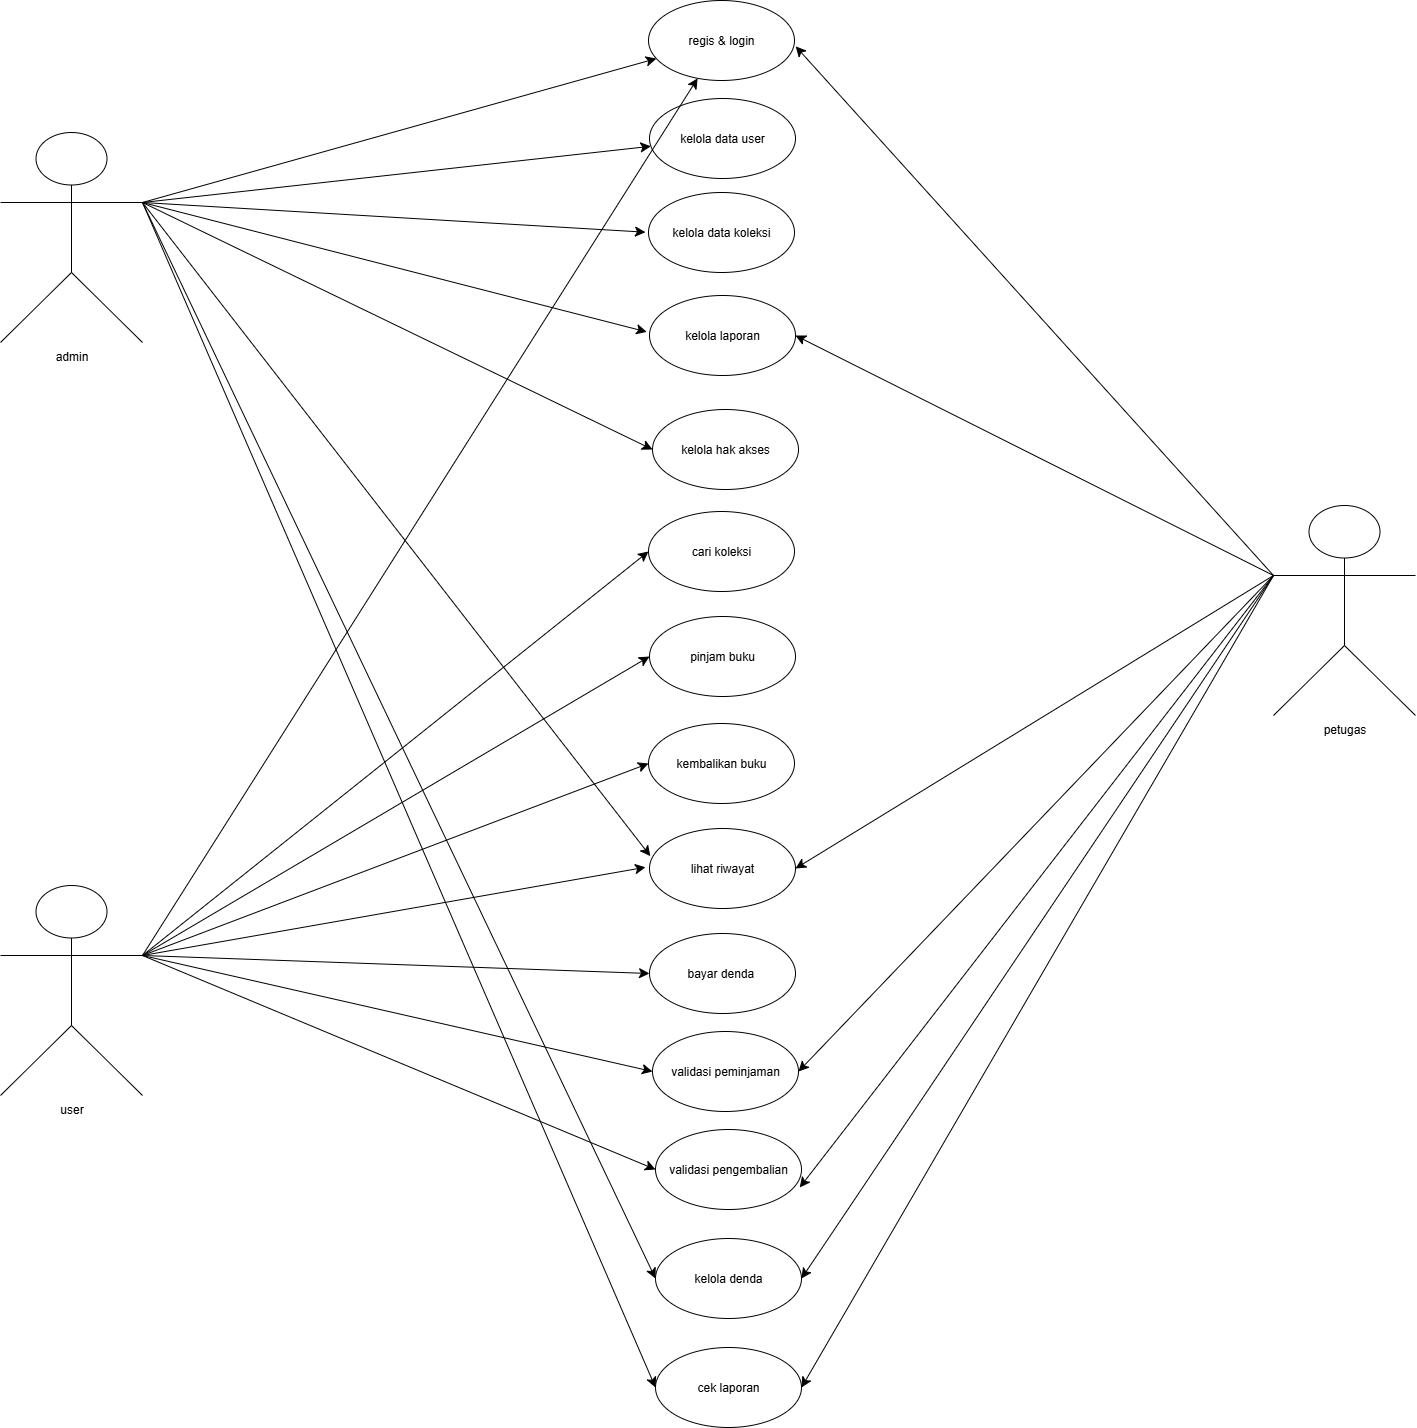 regis & login
kelola data user
kelola data koleksi
kelola laporan
admin
kelola hak akses
cari koleksi
pinjam buku
petugas
kembalikan buku
lihat riwayat
bayar denda
validasi peminjaman
user
validasi pengembalian
kelola denda
cek laporan